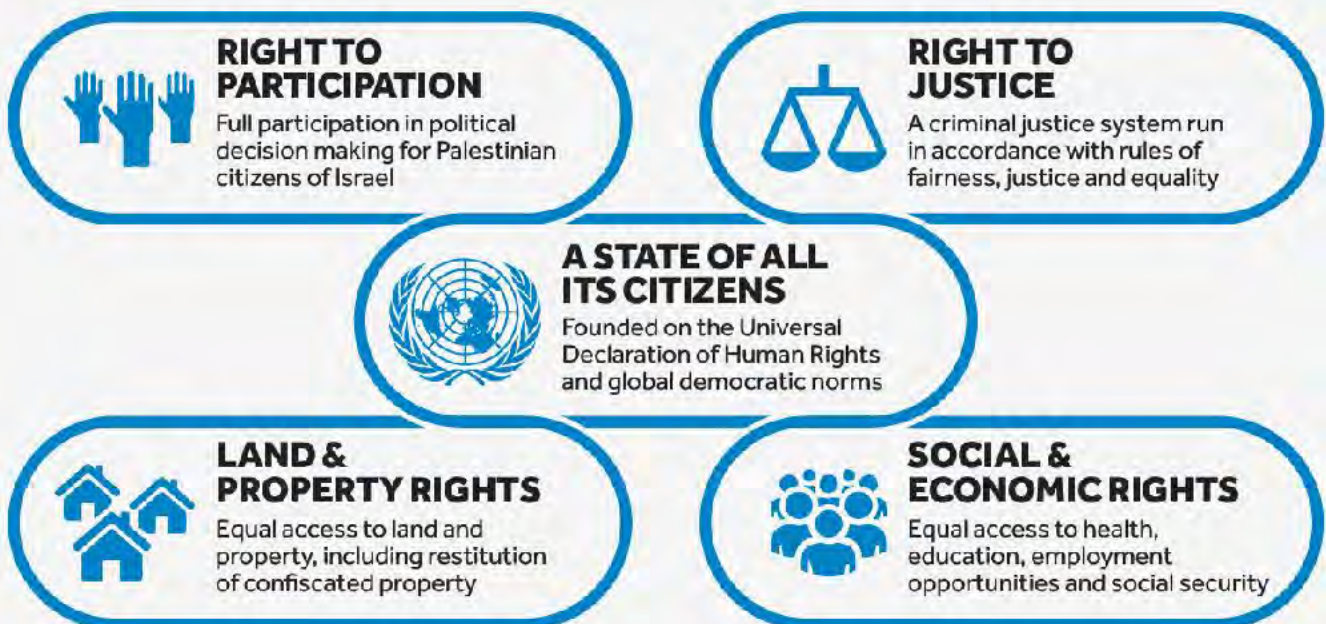 RIGHT TO
PARTICIPATION
Full participation in political
decision making for Palestinian
citizens of Israel
RIGHT TO
JUSTICE
A criminal justice system run
in accordance with rules of
fairness, justice and equality
A STATE OF ALL
ITS CITIZENS
Founded on the Universal
Declaration of Human Rights
and global democratic norms
LAND &
PROPERTY RIGHTS
Equal access to land and
property, including restitution
of confiscated property
SOCIAL &
ECONOMIC RIGHTS
Equal access to health,
education, employment
opportunities and social security